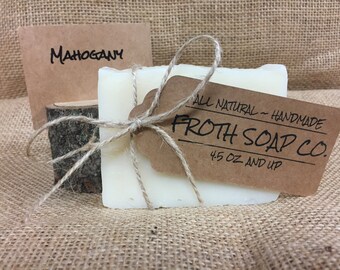 Mahogany
All Natural ~ Handmade
Froth Soap Co.
4.5 oz and up